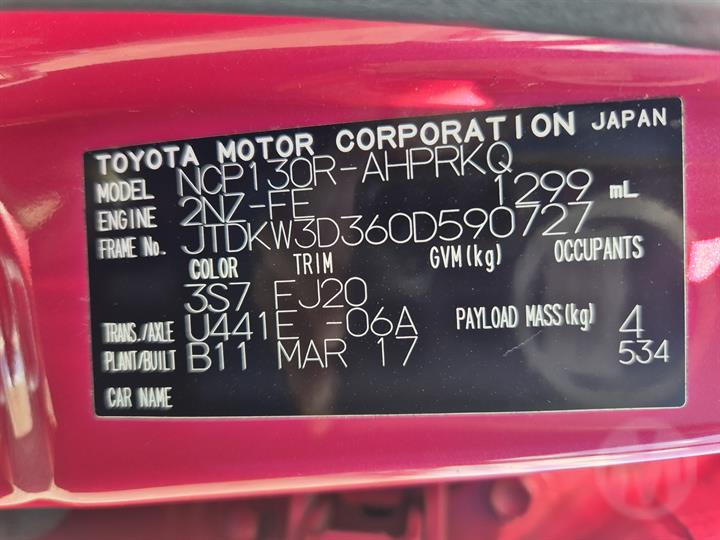 TOYOTA MOTOR CORPORATION JAPAN
MODEL NCP130R-AHPRKQ
ENGINE 2NZ-FE 1299 mL
FRAME No. JTDKW3D360D590727
COLOR TRIM GVM(kg) OCCUPANTS
3S7 FJ20
TRANS./AXLE U441E -06A PAYLOAD MASS(kg) 4
PLANT/BUILT B11 MAR 17 534
CAR NAME